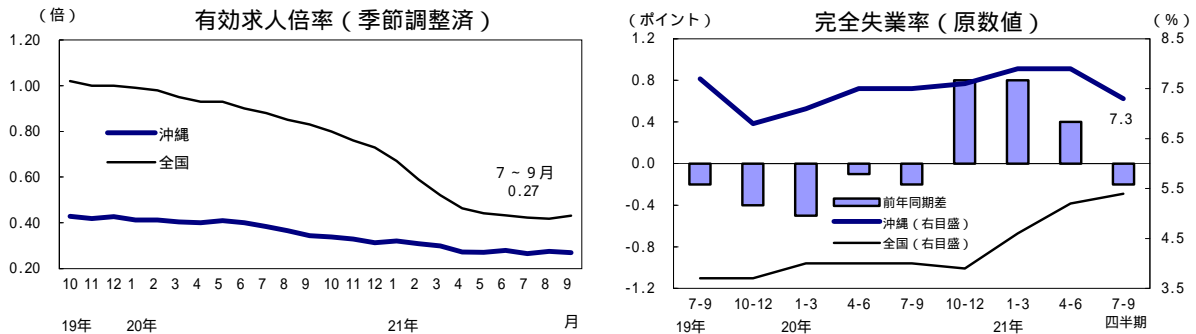 有効求人倍率（季節調整済）
（倍）
1.20
1.00
0.80
0.60
0.40
0.20
沖縄
全国
7～9月
0.27
10 11 12 1 2 3 4 5 6 7 8 9 10 11 12 1 2 3 4 5 6 7 8 9
19年 20年 21年 月
完全失業率（原数値）
（ポイント）
（％）
1.2
0.8
0.4
0.0
-0.4
-0.8
-1.2
8.5
7.5
6.5
5.5
4.5
3.5
7.3
前年同期差
沖縄（右目盛）
全国（右目盛）
7-9 10-12 1-3 4-6 7-9 10-12 1-3 4-6 7-9
19年 20年 21年 四半期